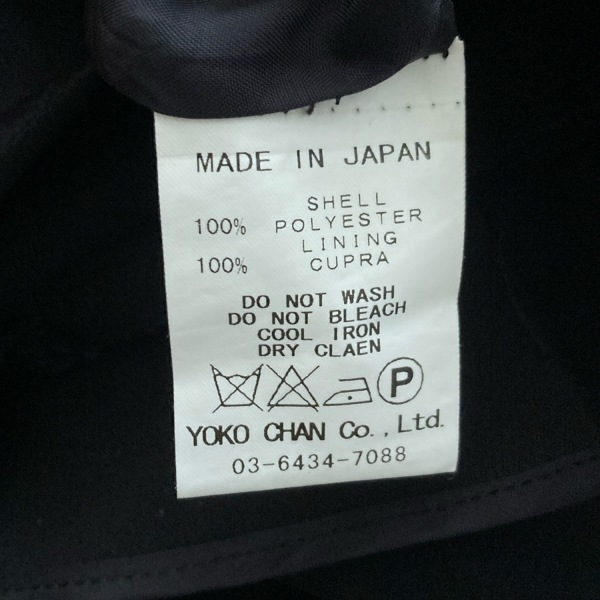 MADE IN JAPAN
SHELL
100% POLYESTER
LINING
100% CUPRA
DO NOT WASH
DO NOT BLEACH
COOL IRON
DRY CLAEN
P
YOKO CHAN Co.,Ltd.
03-6434-7088